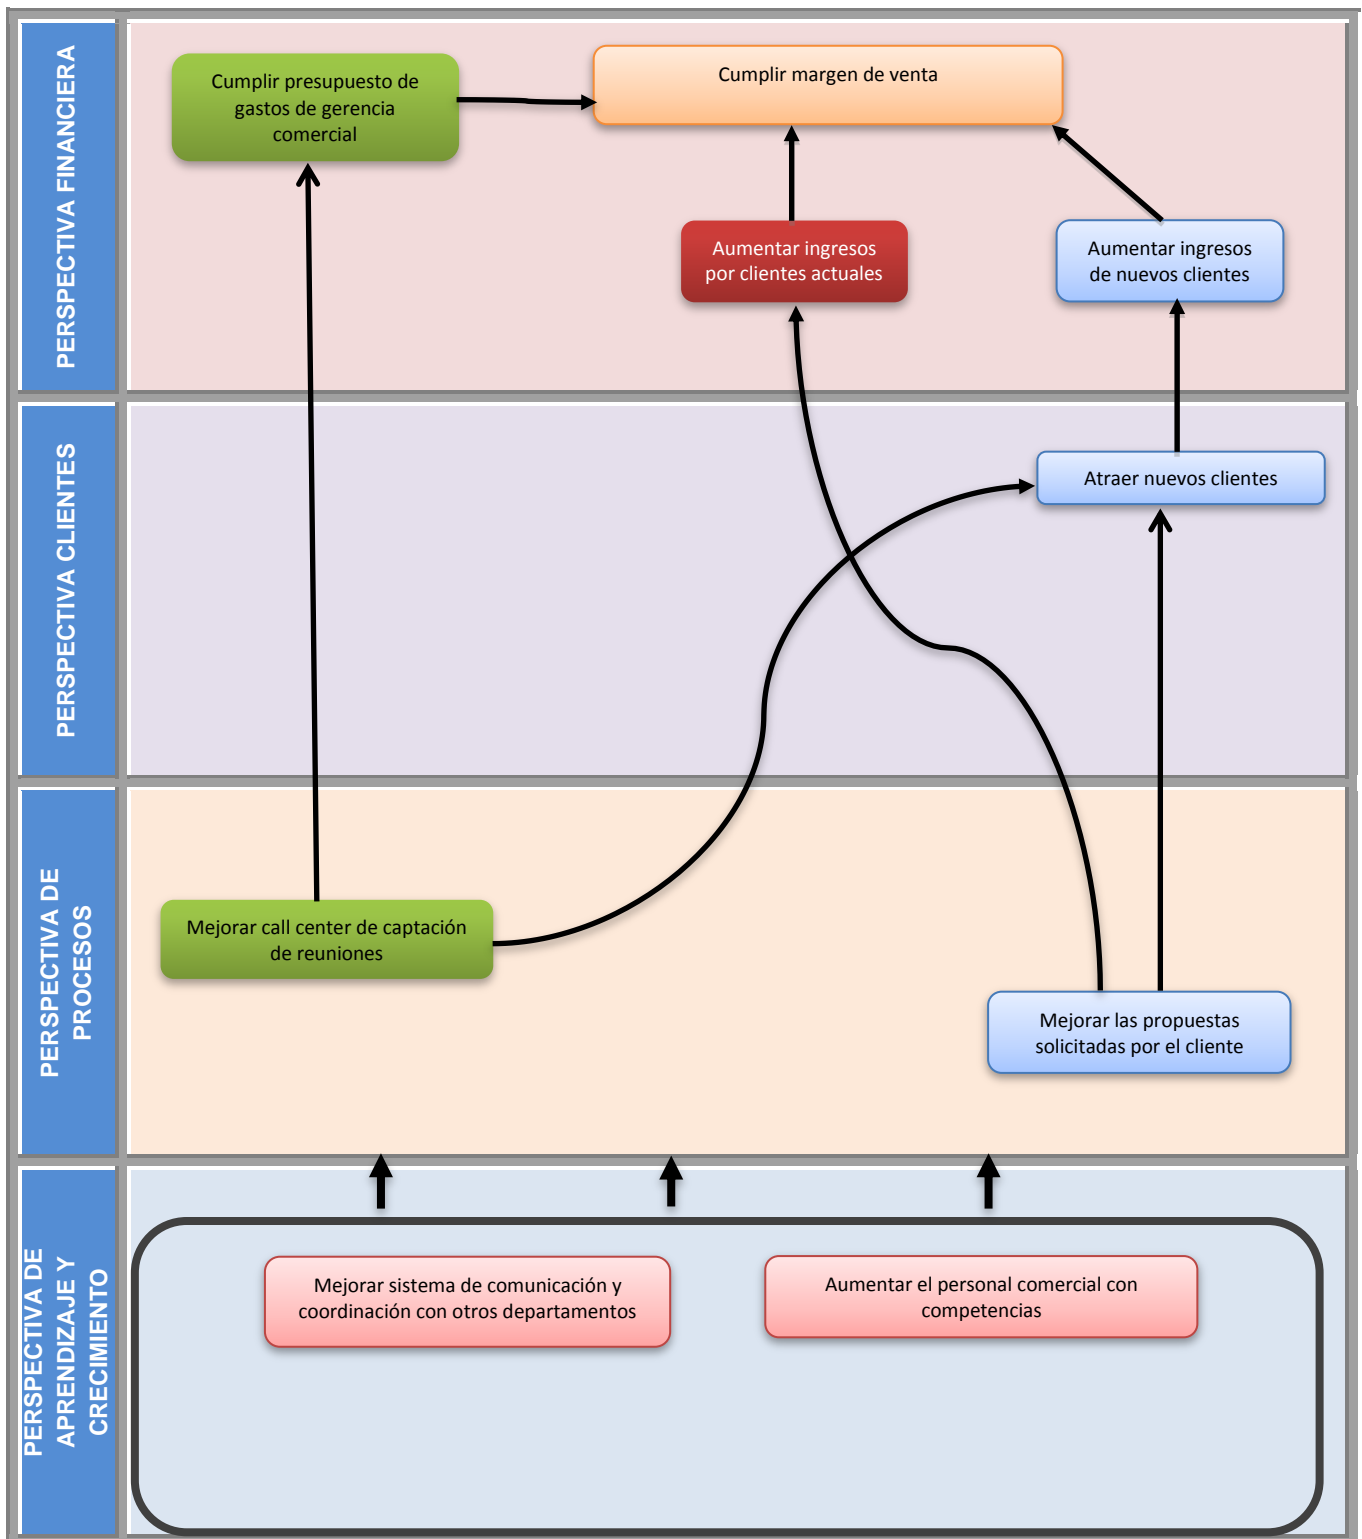 PERSPECTIVA FINANCIERA
Cumplir presupuesto de
gastos de gerencia
comercial
Cumplir margen de venta
Aumentar ingresos
por clientes actuales
Aumentar ingresos
de nuevos clientes
PERSPECTIVA CLIENTES
Atraer nuevos clientes
PERSPECTIVA DE
PROCESOS
Mejorar call center de captación
de reuniones
Mejorar las propuestas
solicitadas por el cliente
PERSPECTIVA DE
APRENDIZAJE Y
CRECIMIENTO
Mejorar sistema de comunicación y
coordinación con otros departamentos
Aumentar el personal comercial con
competencias